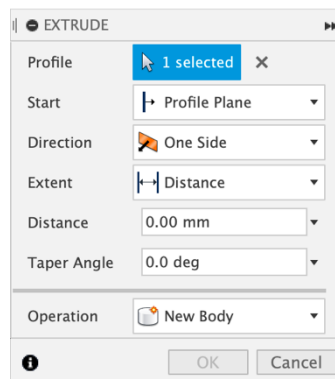 EXTRUDE
Profile 1 selected
Start Profile Plane
Direction One Side
Extent Distance
Distance 0.00 mm
Taper Angle 0.0 deg
Operation New Body
OK Cancel